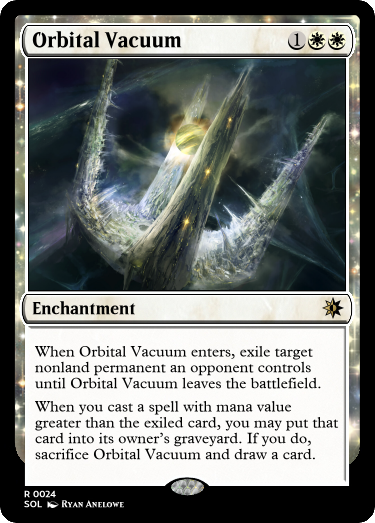 Orbital Vacuum 1
Enchantment
When Orbital Vacuum enters, exile target
nonland permanent an opponent controls
until Orbital Vacuum leaves the battlefield.
When you cast a spell with mana value
greater than the exiled card, you may put that
card into its owner's graveyard. If you do,
sacrifice Orbital Vacuum and draw a card.
R 0024
SOL Ryan Anelowe